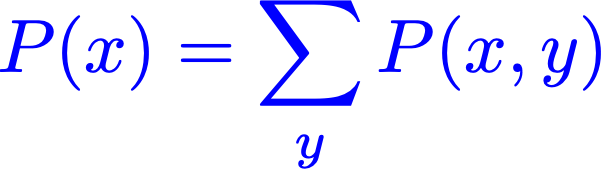 P(x) = ∑_y P(x, y)